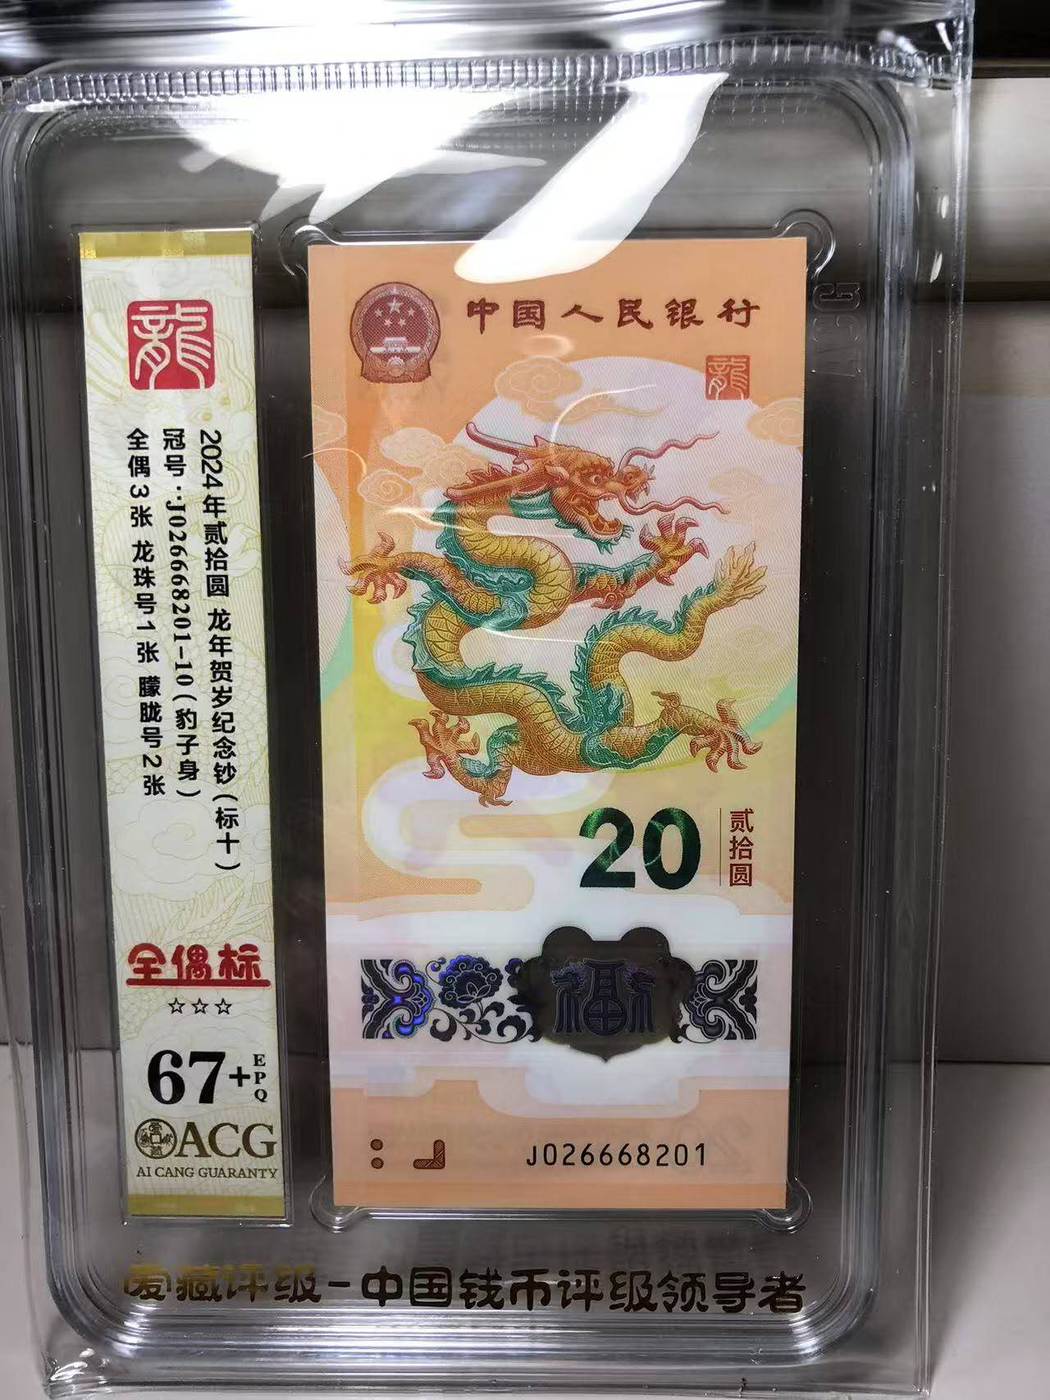 龍
2024年贰拾圆 龙年贺岁纪念钞(标十)
冠号:J026668201-10(豹子身)
全偶3张 龙珠号1张 朦胧号2张
全偶标
☆☆☆
67+EPQ
ACG
AI CANG GUARANTY
中国人民银行
龍
20
贰拾圆
福
J026668201
ACG
爱藏评级-中国钱币评级领导者